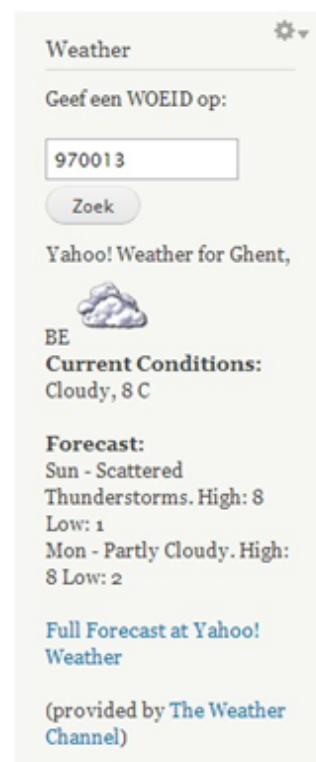 Weather
Geef een WOEID op:
970013
Zoek
Yahoo! Weather for Ghent,
BE
Current Conditions:
Cloudy, 8 C
Forecast:
Sun - Scattered
Thunderstorms. High: 8
Low: 1
Mon - Partly Cloudy. High:
8 Low: 2
Full Forecast at Yahoo!
Weather
(provided by The Weather
Channel)